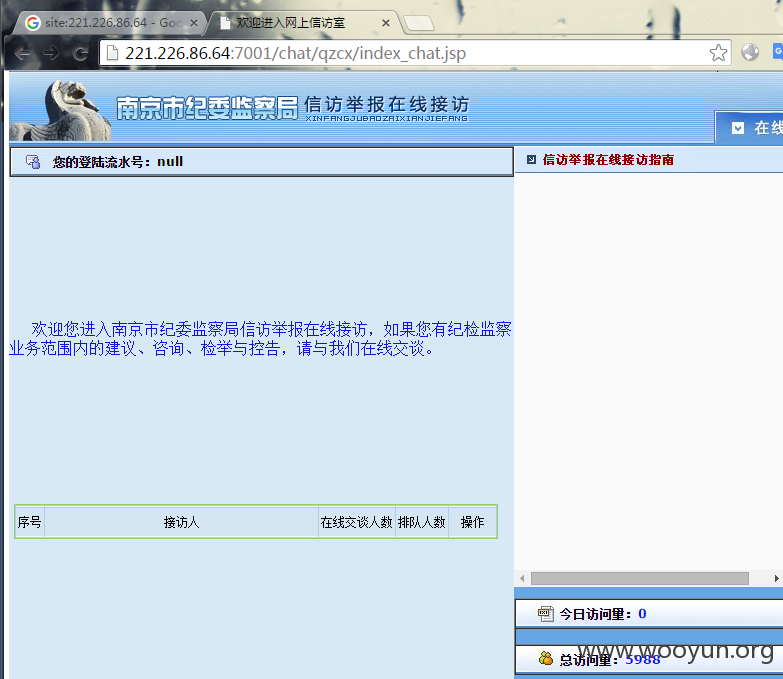 site:221.226.86.64 - Goo
欢迎进入网上信访室
221.226.86.64:7001/chat/qzcx/index_chat.jsp
南京市纪委监察局 信访举报在线接访
XINFANGJUBAOZAIXIANJIEFANG
在线
您的登陆流水号：null
信访举报在线接访指南
欢迎您进入南京市纪委监察局信访举报在线接访，如果您有纪检监察
业务范围内的建议、咨询、检举与控告，请与我们在线交谈。
序号 接访人 在线交谈人数 排队人数 操作
今日访问量：0
总访问量：5988
www.wooyun.org